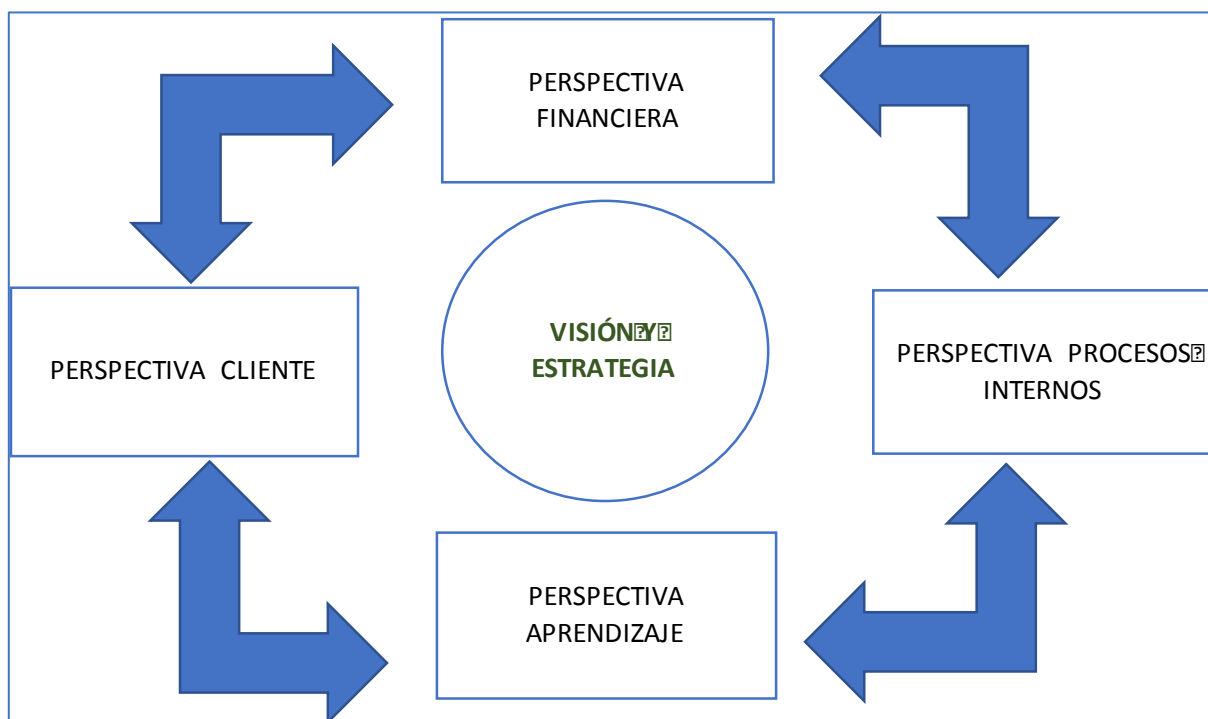 PERSPECTIVA
FINANCIERA
VISIÓN Y
ESTRATEGIA
PERSPECTIVA CLIENTE
PERSPECTIVA PROCESOS
INTERNOS
PERSPECTIVA
APRENDIZAJE